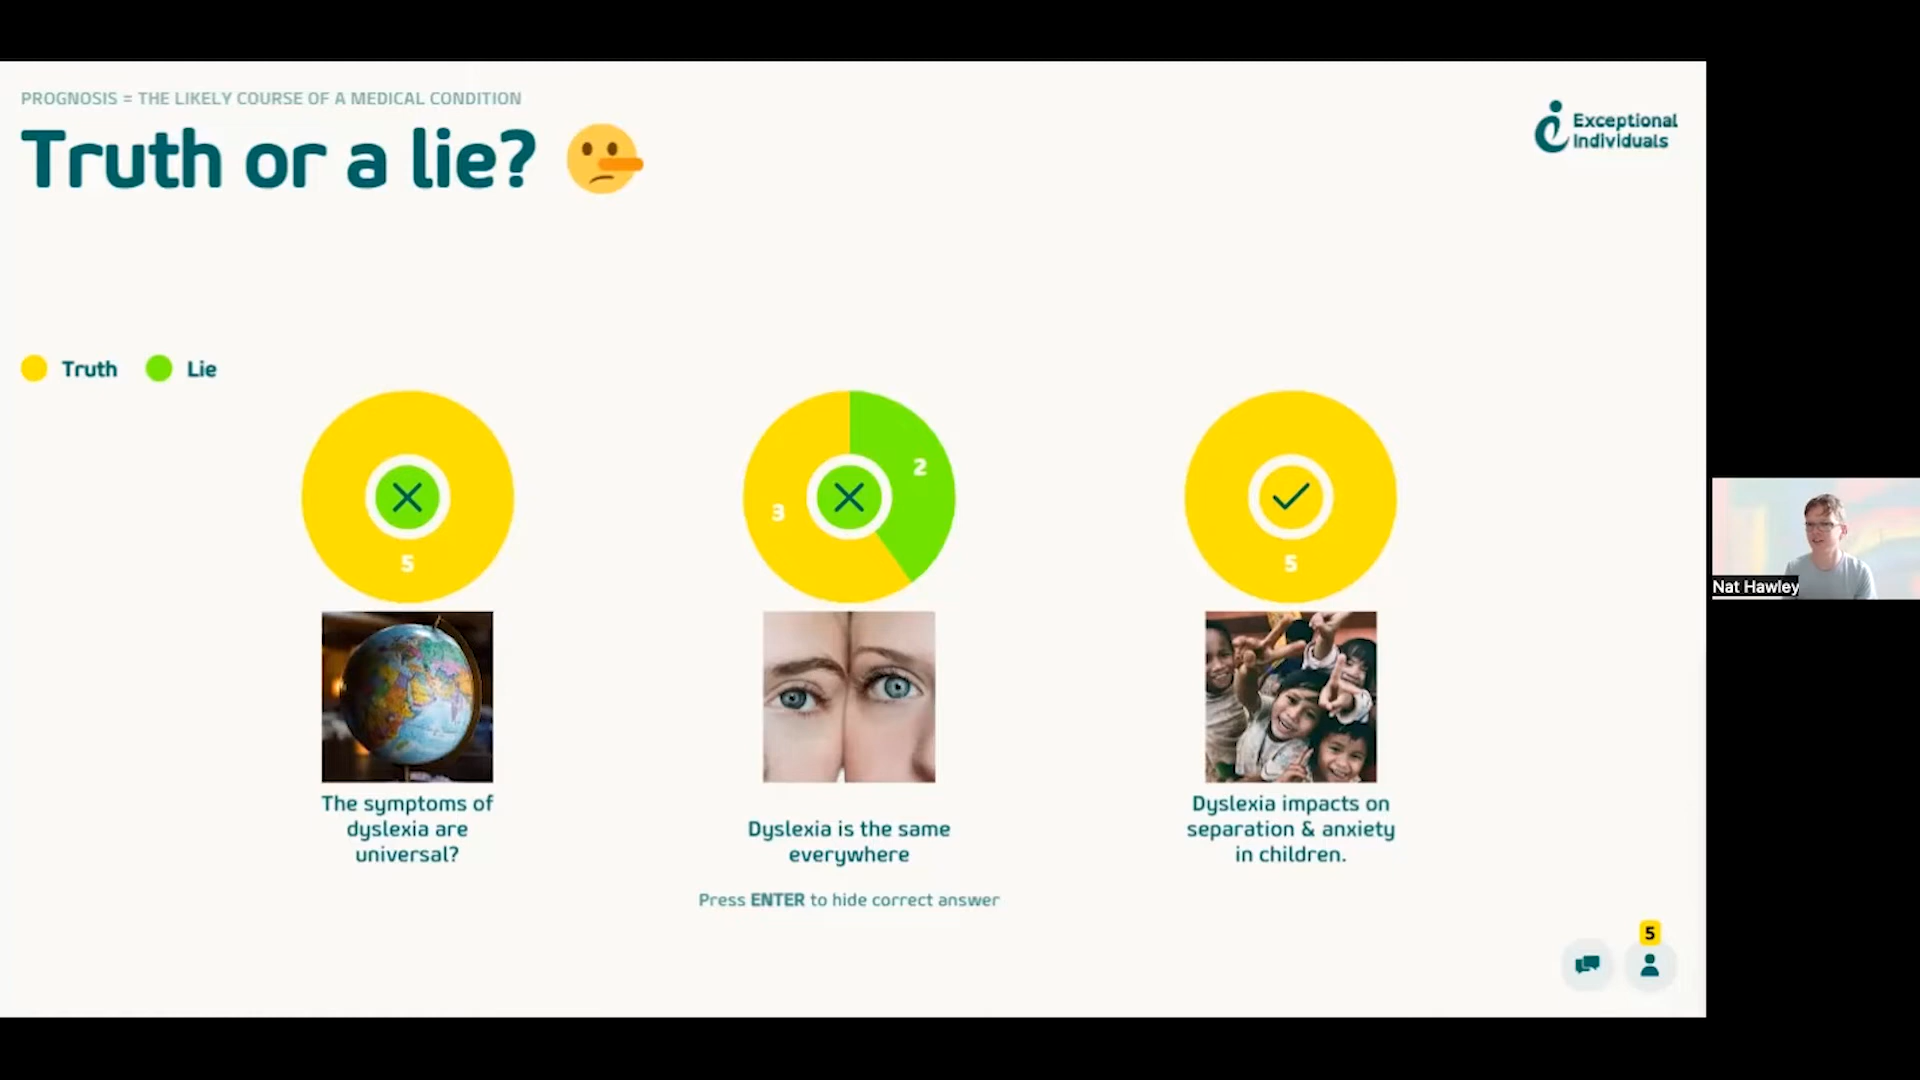 PROGNOSIS = THE LIKELY COURSE OF A MEDICAL CONDITION
Truth or a lie?
Exceptional
Individuals
Truth
Lie
5
3
2
5
The symptoms of
dyslexia are
universal?
Dyslexia is the same
everywhere
Dyslexia impacts on
separation & anxiety
in children.
Press ENTER to hide correct answer
5
Nat Hawley